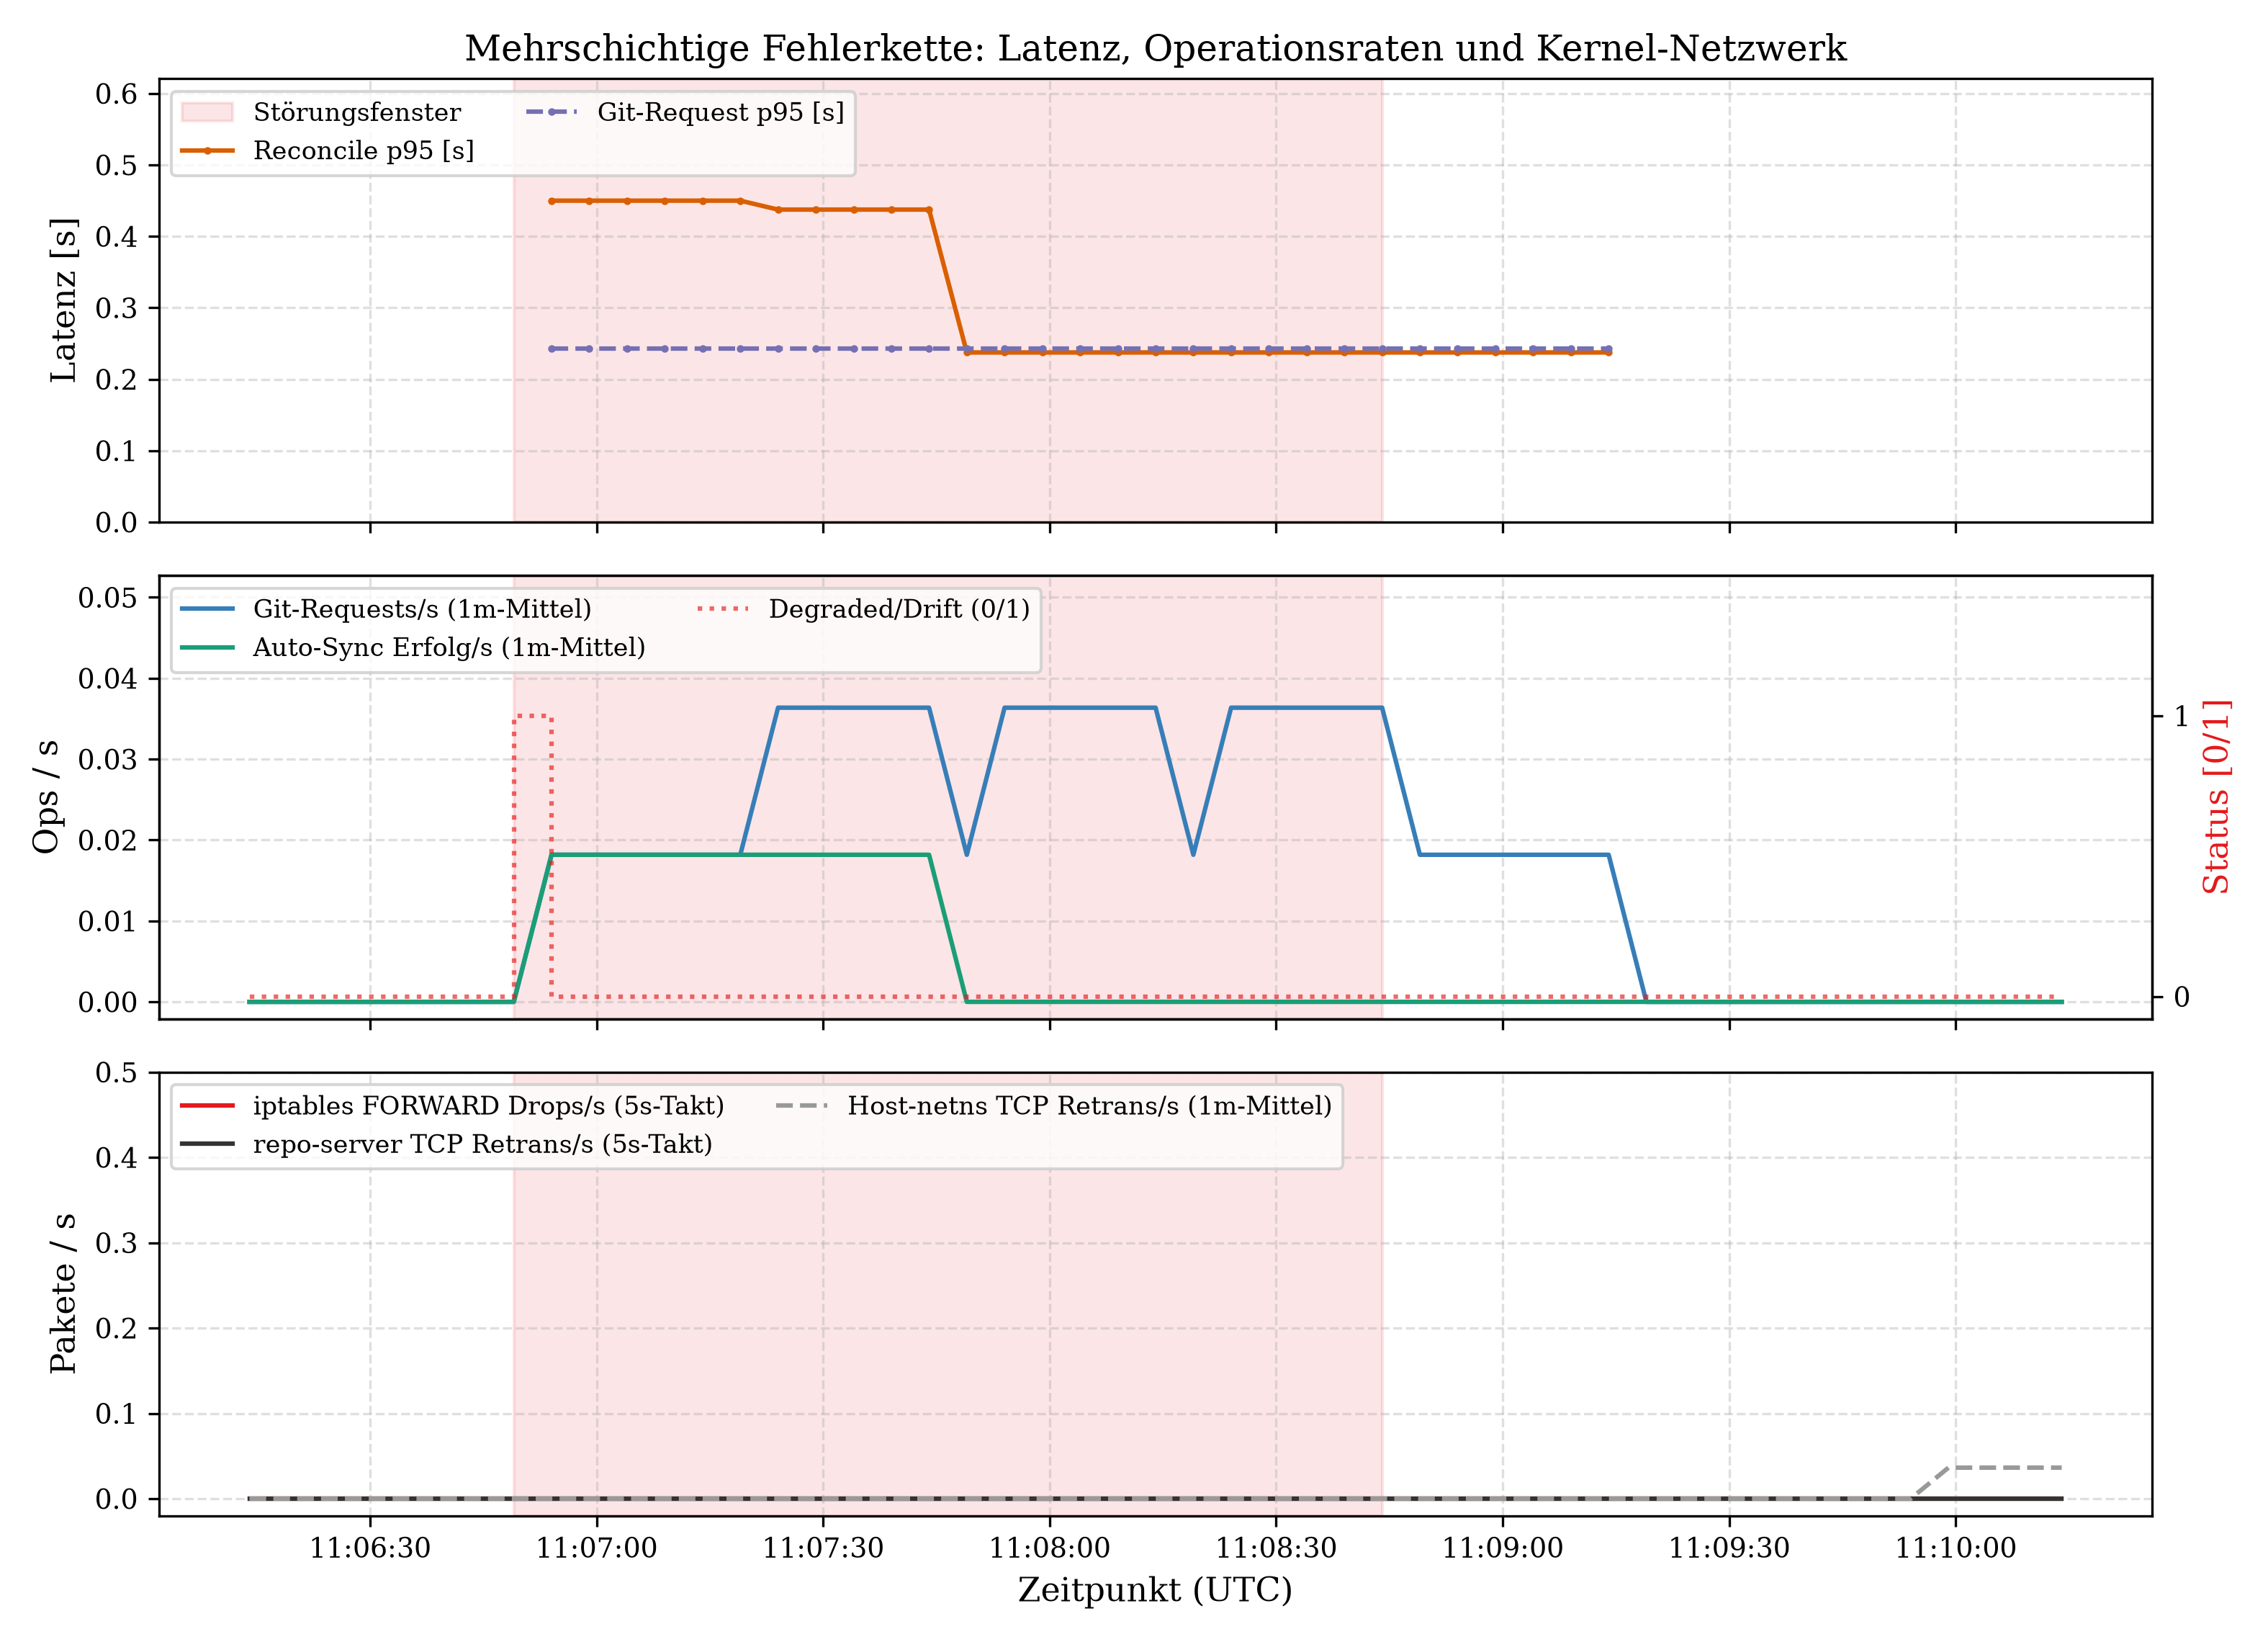 Mehrschichtige Fehlerkette: Latenz, Operationsraten und Kernel-Netzwerk
Latenz [s]
0.6
0.5
0.4
0.3
0.2
0.1
0.0
Störungsfenster
Reconcile p95 [s]
Git-Request p95 [s]
Ops / s
0.05
0.04
0.03
0.02
0.01
0.00
Git-Requests/s (1m-Mittel)
Auto-Sync Erfolg/s (1m-Mittel)
Degraded/Drift (0/1)
1
0
Status [0/1]
Pakete / s
0.5
0.4
0.3
0.2
0.1
0.0
iptables FORWARD Drops/s (5s-Takt)
repo-server TCP Retrans/s (5s-Takt)
Host-netns TCP Retrans/s (1m-Mittel)
11:06:30 11:07:00 11:07:30 11:08:00 11:08:30 11:09:00 11:09:30 11:10:00
Zeitpunkt (UTC)